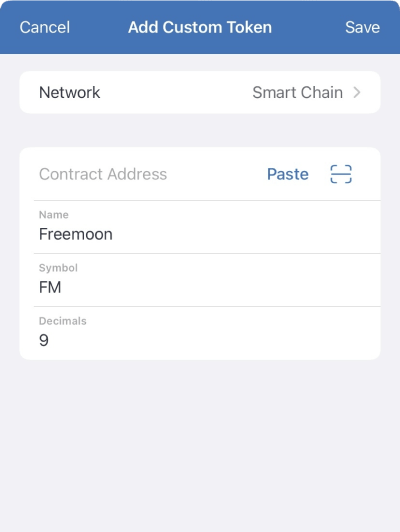 Cancel Add Custom Token Save
Network Smart Chain
Contract Address Paste
Name
Freemoon
Symbol
FM
Decimals
9